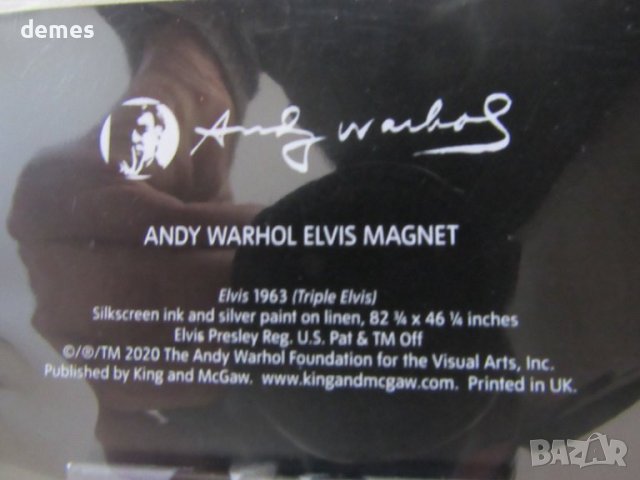 demes
Andy Warhol
ANDY WARHOL ELVIS MAGNET
Elvis 1963 (Triple Elvis)
Silkscreen ink and silver paint on linen, 82 ¾ x 46 ¼ inches
Elvis Presley Reg. U.S. Pat & TM Off
©/®/TM 2020 The Andy Warhol Foundation for the Visual Arts, Inc.
Published by King and McGaw. www.kingandmcgaw.com. Printed in UK.
BAZAR